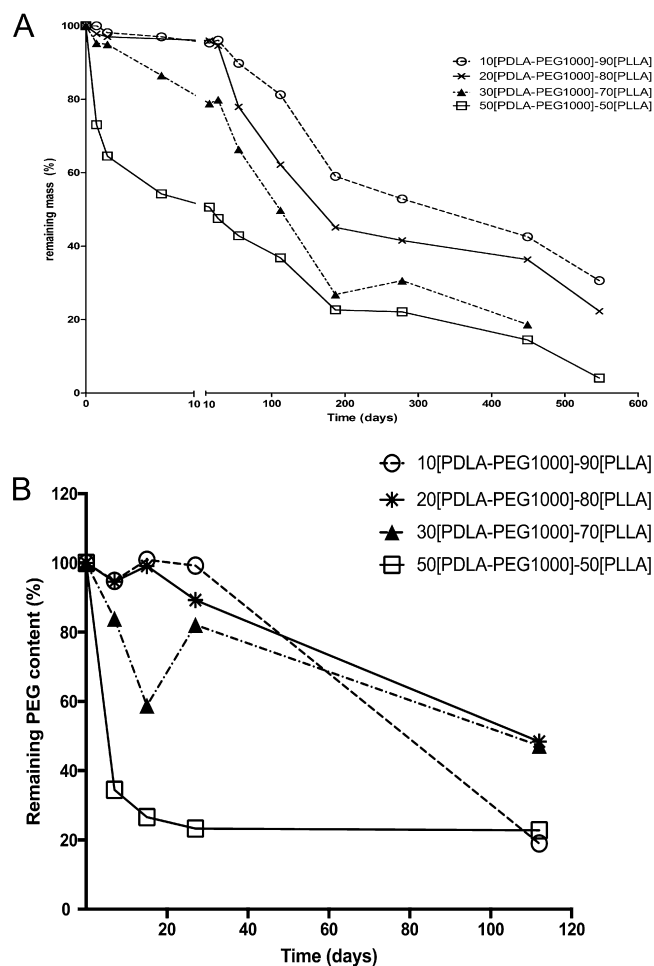 A
100
80
60
40
20
0
remaining mass (%)
10[PDLA-PEG1000]-90[PLLA]
20[PDLA-PEG1000]-80[PLLA]
30[PDLA-PEG1000]-70[PLLA]
50[PDLA-PEG1000]-50[PLLA]
0 10 10 100 200 300 400 500 600
Time (days)
B
10[PDLA-PEG1000]-90[PLLA]
20[PDLA-PEG1000]-80[PLLA]
30[PDLA-PEG1000]-70[PLLA]
50[PDLA-PEG1000]-50[PLLA]
120
100
80
60
40
20
0
Remaining PEG content (%)
20 40 60 80 100 120
Time (days)